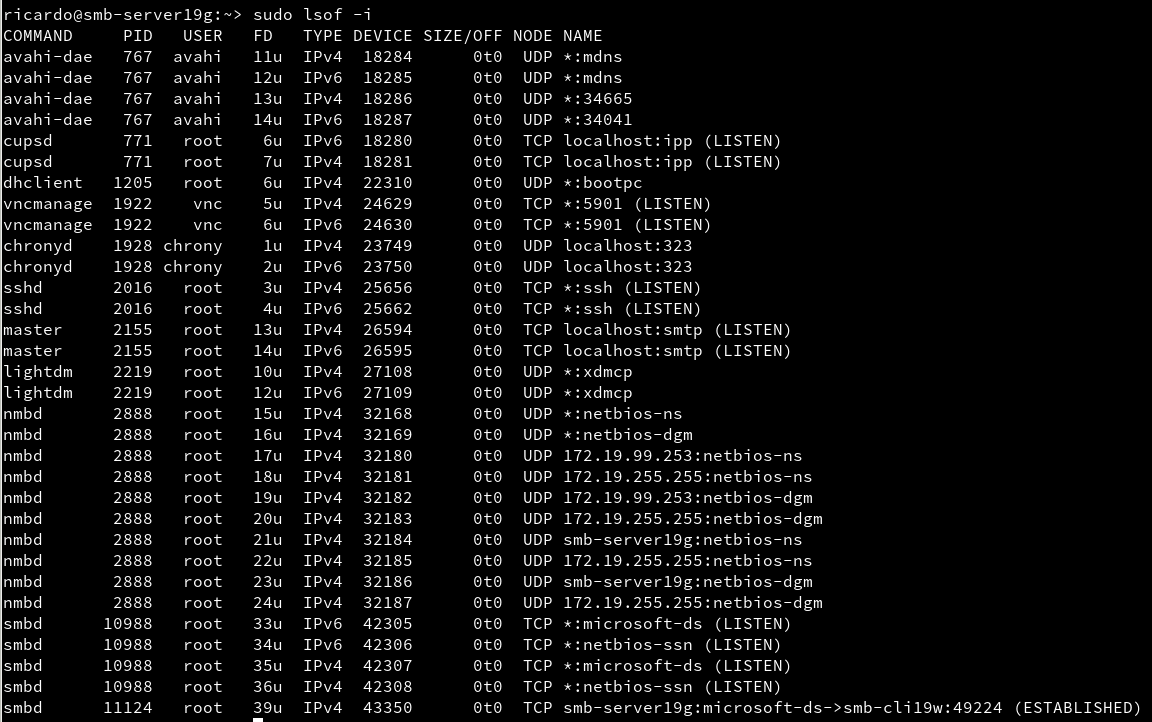 ricardo@smb-server19g:~> sudo lsof -i
COMMAND     PID   USER   FD   TYPE DEVICE SIZE/OFF NODE NAME
avahi-dae   767  avahi   11u  IPv4  18284      0t0  UDP *:mdns
avahi-dae   767  avahi   12u  IPv6  18285      0t0  UDP *:mdns
avahi-dae   767  avahi   13u  IPv4  18286      0t0  UDP *:34665
avahi-dae   767  avahi   14u  IPv6  18287      0t0  UDP *:34041
cupsd       771   root    6u  IPv6  18280      0t0  TCP localhost:ipp (LISTEN)
cupsd       771   root    7u  IPv4  18281      0t0  TCP localhost:ipp (LISTEN)
dhclient   1205   root    6u  IPv4  22310      0t0  UDP *:bootpc
vncmanage  1922    vnc    5u  IPv4  24629      0t0  TCP *:5901 (LISTEN)
vncmanage  1922    vnc    6u  IPv6  24630      0t0  TCP *:5901 (LISTEN)
chronyd    1928 chrony    1u  IPv4  23749      0t0  UDP localhost:323
chronyd    1928 chrony    2u  IPv6  23750      0t0  UDP localhost:323
sshd       2016   root    3u  IPv4  25656      0t0  TCP *:ssh (LISTEN)
sshd       2016   root    4u  IPv6  25662      0t0  TCP *:ssh (LISTEN)
master     2155   root   13u  IPv4  26594      0t0  TCP localhost:smtp (LISTEN)
master     2155   root   14u  IPv6  26595      0t0  TCP localhost:smtp (LISTEN)
lightdm    2219   root   10u  IPv4  27108      0t0  UDP *:xdmcp
lightdm    2219   root   12u  IPv6  27109      0t0  UDP *:xdmcp
nmbd       2888   root   15u  IPv4  32168      0t0  UDP *:netbios-ns
nmbd       2888   root   16u  IPv4  32169      0t0  UDP *:netbios-dgm
nmbd       2888   root   17u  IPv4  32180      0t0  UDP 172.19.99.253:netbios-ns
nmbd       2888   root   18u  IPv4  32181      0t0  UDP 172.19.255.255:netbios-ns
nmbd       2888   root   19u  IPv4  32182      0t0  UDP 172.19.99.253:netbios-dgm
nmbd       2888   root   20u  IPv4  32183      0t0  UDP 172.19.255.255:netbios-dgm
nmbd       2888   root   21u  IPv4  32184      0t0  UDP smb-server19g:netbios-ns
nmbd       2888   root   22u  IPv4  32185      0t0  UDP 172.19.255.255:netbios-ns
nmbd       2888   root   23u  IPv4  32186      0t0  UDP smb-server19g:netbios-dgm
nmbd       2888   root   24u  IPv4  32187      0t0  UDP 172.19.255.255:netbios-dgm
smbd      10988   root   33u  IPv6  42305      0t0  TCP *:microsoft-ds (LISTEN)
smbd      10988   root   34u  IPv6  42306      0t0  TCP *:netbios-ssn (LISTEN)
smbd      10988   root   35u  IPv4  42307      0t0  TCP *:microsoft-ds (LISTEN)
smbd      10988   root   36u  IPv4  42308      0t0  TCP *:netbios-ssn (LISTEN)
smbd      11124   root   39u  IPv4  43350      0t0  TCP smb-server19g:microsoft-ds->smb-cli19w:49224 (ESTABLISHED)